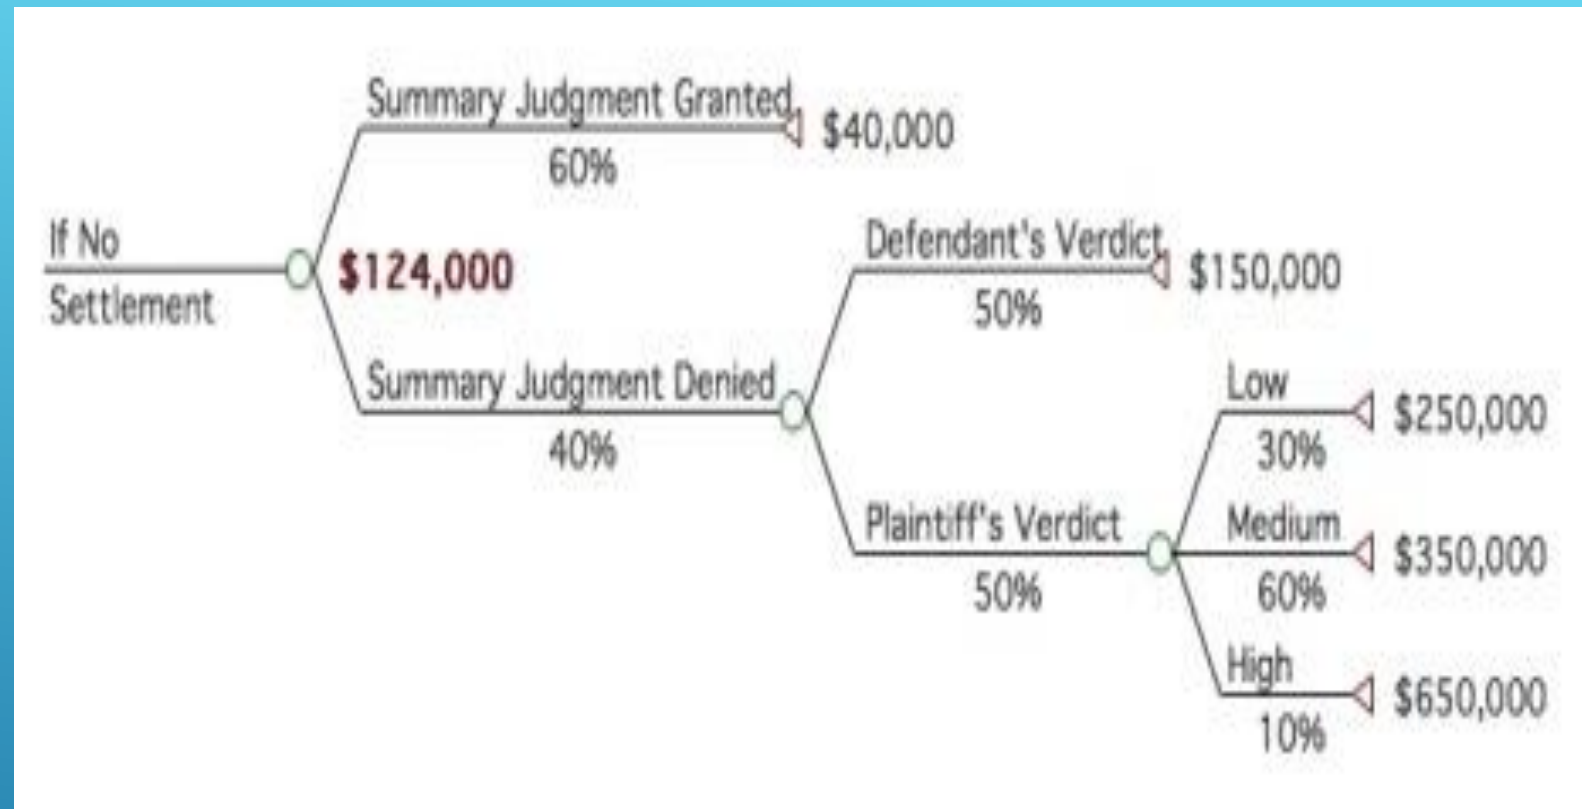 Summary Judgment Granted
$40,000
60%
If No
Settlement
$124,000
Defendant's Verdict
$150,000
50%
Summary Judgment Denied
40%
Low
$250,000
30%
Plaintiff's Verdict
50%
Medium
$350,000
60%
High
$650,000
10%